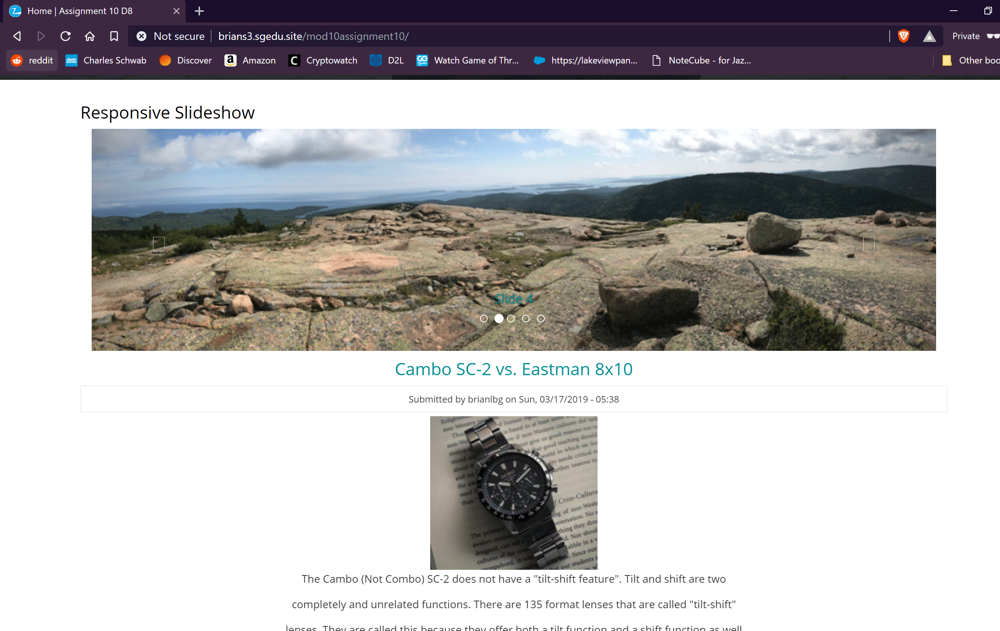 Home | Assignment 10 D8
Not secure
brians3.sgedu.site/mod10assignment10/
Private
reddit
Charles Schwab
Discover
a Amazon
C Cryptowatch
D2L
GO movies Watch Game of Thr...
https://lakeviewpan...
NoteCube - for Jaz...
Other boo
Responsive Slideshow
Slide 4
Cambo SC-2 vs. Eastman 8x10
Submitted by brianlbg on Sun, 03/17/2019 - 05:38
SEIKO
The Cambo (Not Combo) SC-2 does not have a "tilt-shift feature". Tilt and shift are two
completely and unrelated functions. There are 135 format lenses that are called "tilt-shift"
lenses. They are called this because they offer both a tilt function and a shift function as well